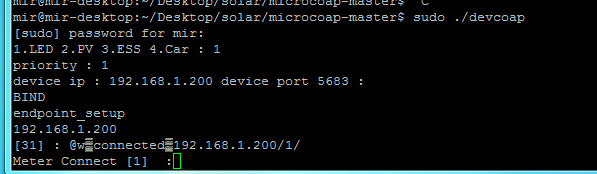 mir@mir-desktop:~/Desktop/solar/microcoap-master$ ^C
mir@mir-desktop:~/Desktop/solar/microcoap-master$ sudo ./devcoap
[sudo] password for mir:
1.LED 2.PV 3.ESS 4.Car : 1
priority : 1
device ip : 192.168.1.200 device port 5683 :
BIND
endpoint_setup
192.168.1.200
[31] : @w▒connected▒192.168.1.200/1/
Meter Connect [1]  :